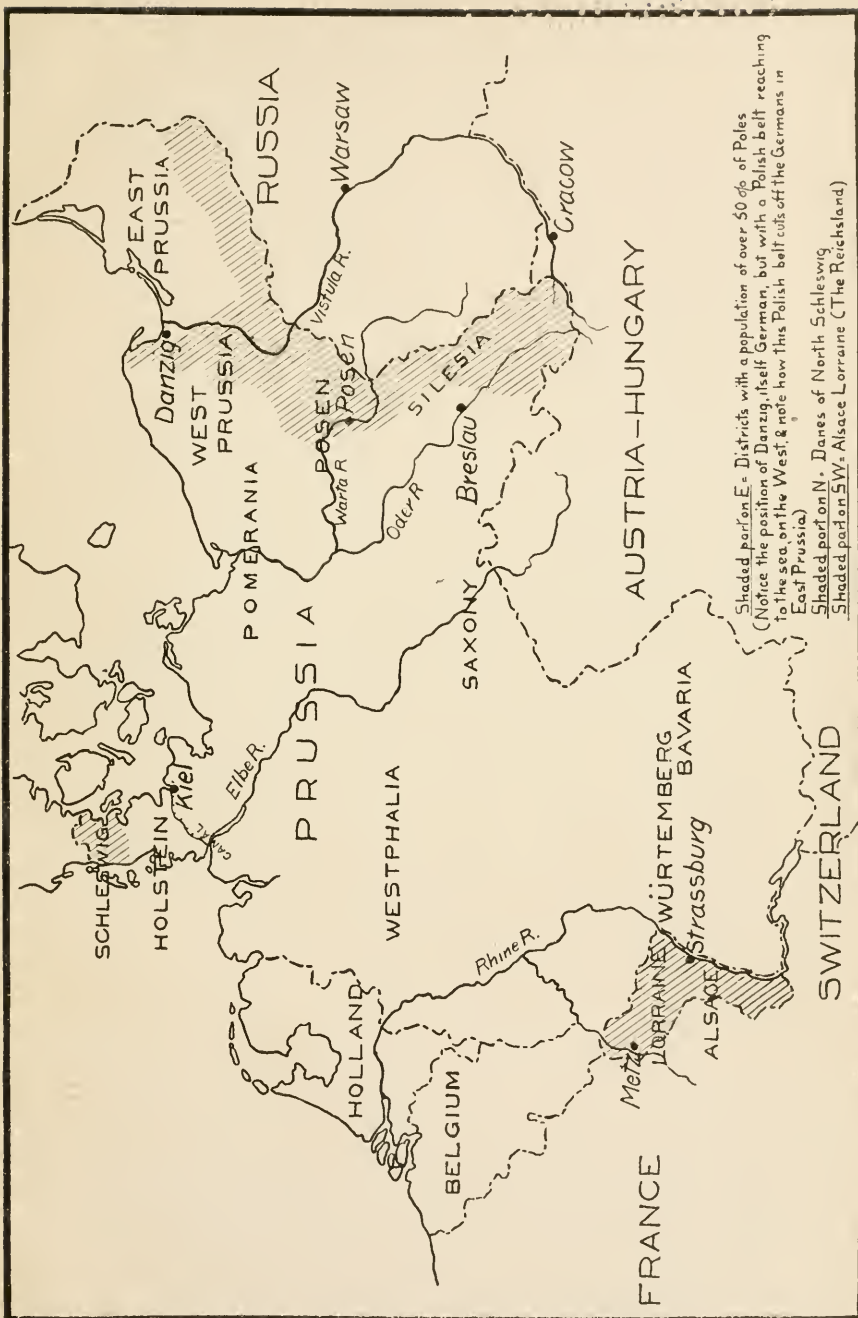 SCHLESWIG
HOLSTEIN
Kiel
CANAL
Elbe R.
PRUSSIA
POMERANIA
Danzig
WEST
PRUSSIA
EAST
PRUSSIA
RUSSIA
Warsaw
Vistula R.
POSEN
Posen
Warta R
Oder R
SILESIA
Breslau
Cracow
HOLLAND
BELGIUM
WESTPHALIA
Rhine R.
SAXONY
AUSTRIA-HUNGARY
FRANCE
Metz
LORRAINE
ALSACE
Strassburg
WÜRTEMBERG
BAVARIA
SWITZERLAND
Shaded part on E = Districts with a population of over 50% of Poles
(Notice the position of Danzig, itself German, but with a Polish belt reaching
to the sea, on the West, & note how this Polish belt cuts off the Germans in
East Prussia)
Shaded part on N = Danes of North Schleswig
Shaded part on SW = Alsace Lorraine (The Reichsland)